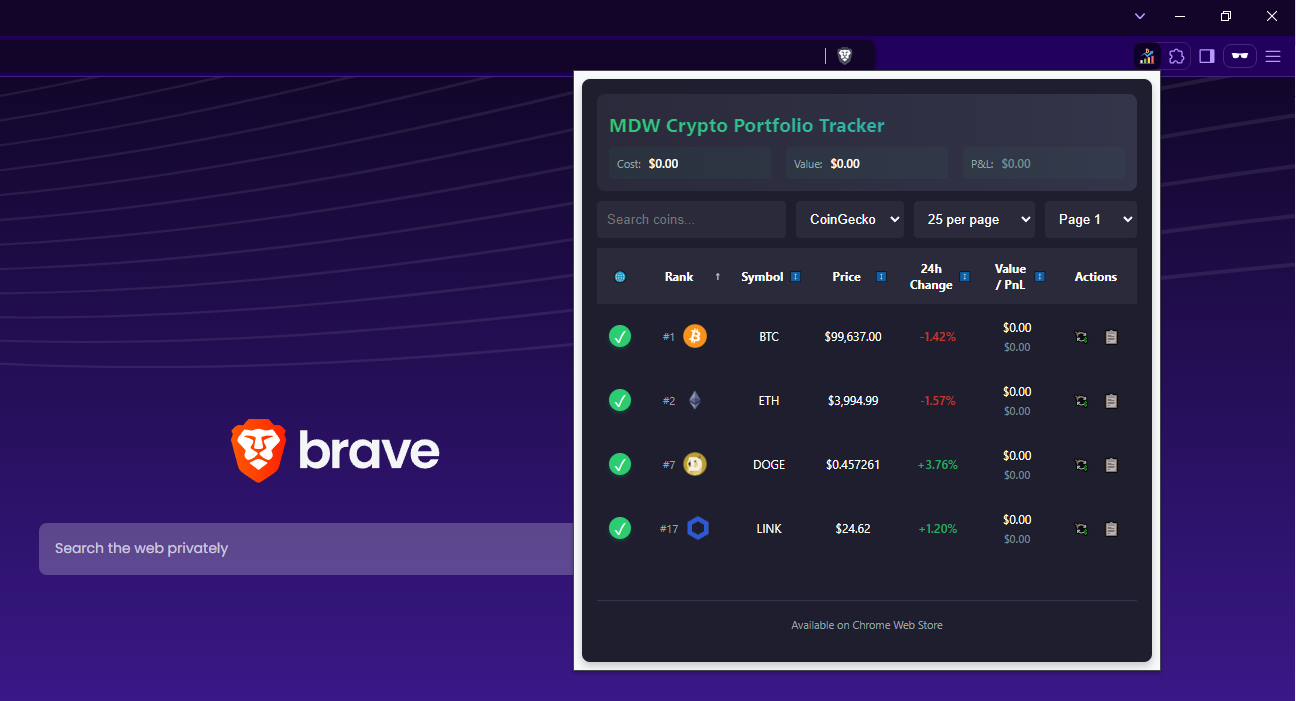 MDW Crypto Portfolio Tracker
Cost: $0.00 Value: $0.00 P&L: $0.00
Search coins... CoinGecko 25 per page Page 1
Rank ↑ Symbol Price 24h Change Value / PnL Actions
#1 BTC $99,637.00 -1.42% $0.00
$0.00
#2 ETH $3,994.99 -1.57% $0.00
$0.00
#7 DOGE $0.457261 +3.76% $0.00
$0.00
#17 LINK $24.62 +1.20% $0.00
$0.00
Available on Chrome Web Store
brave
Search the web privately